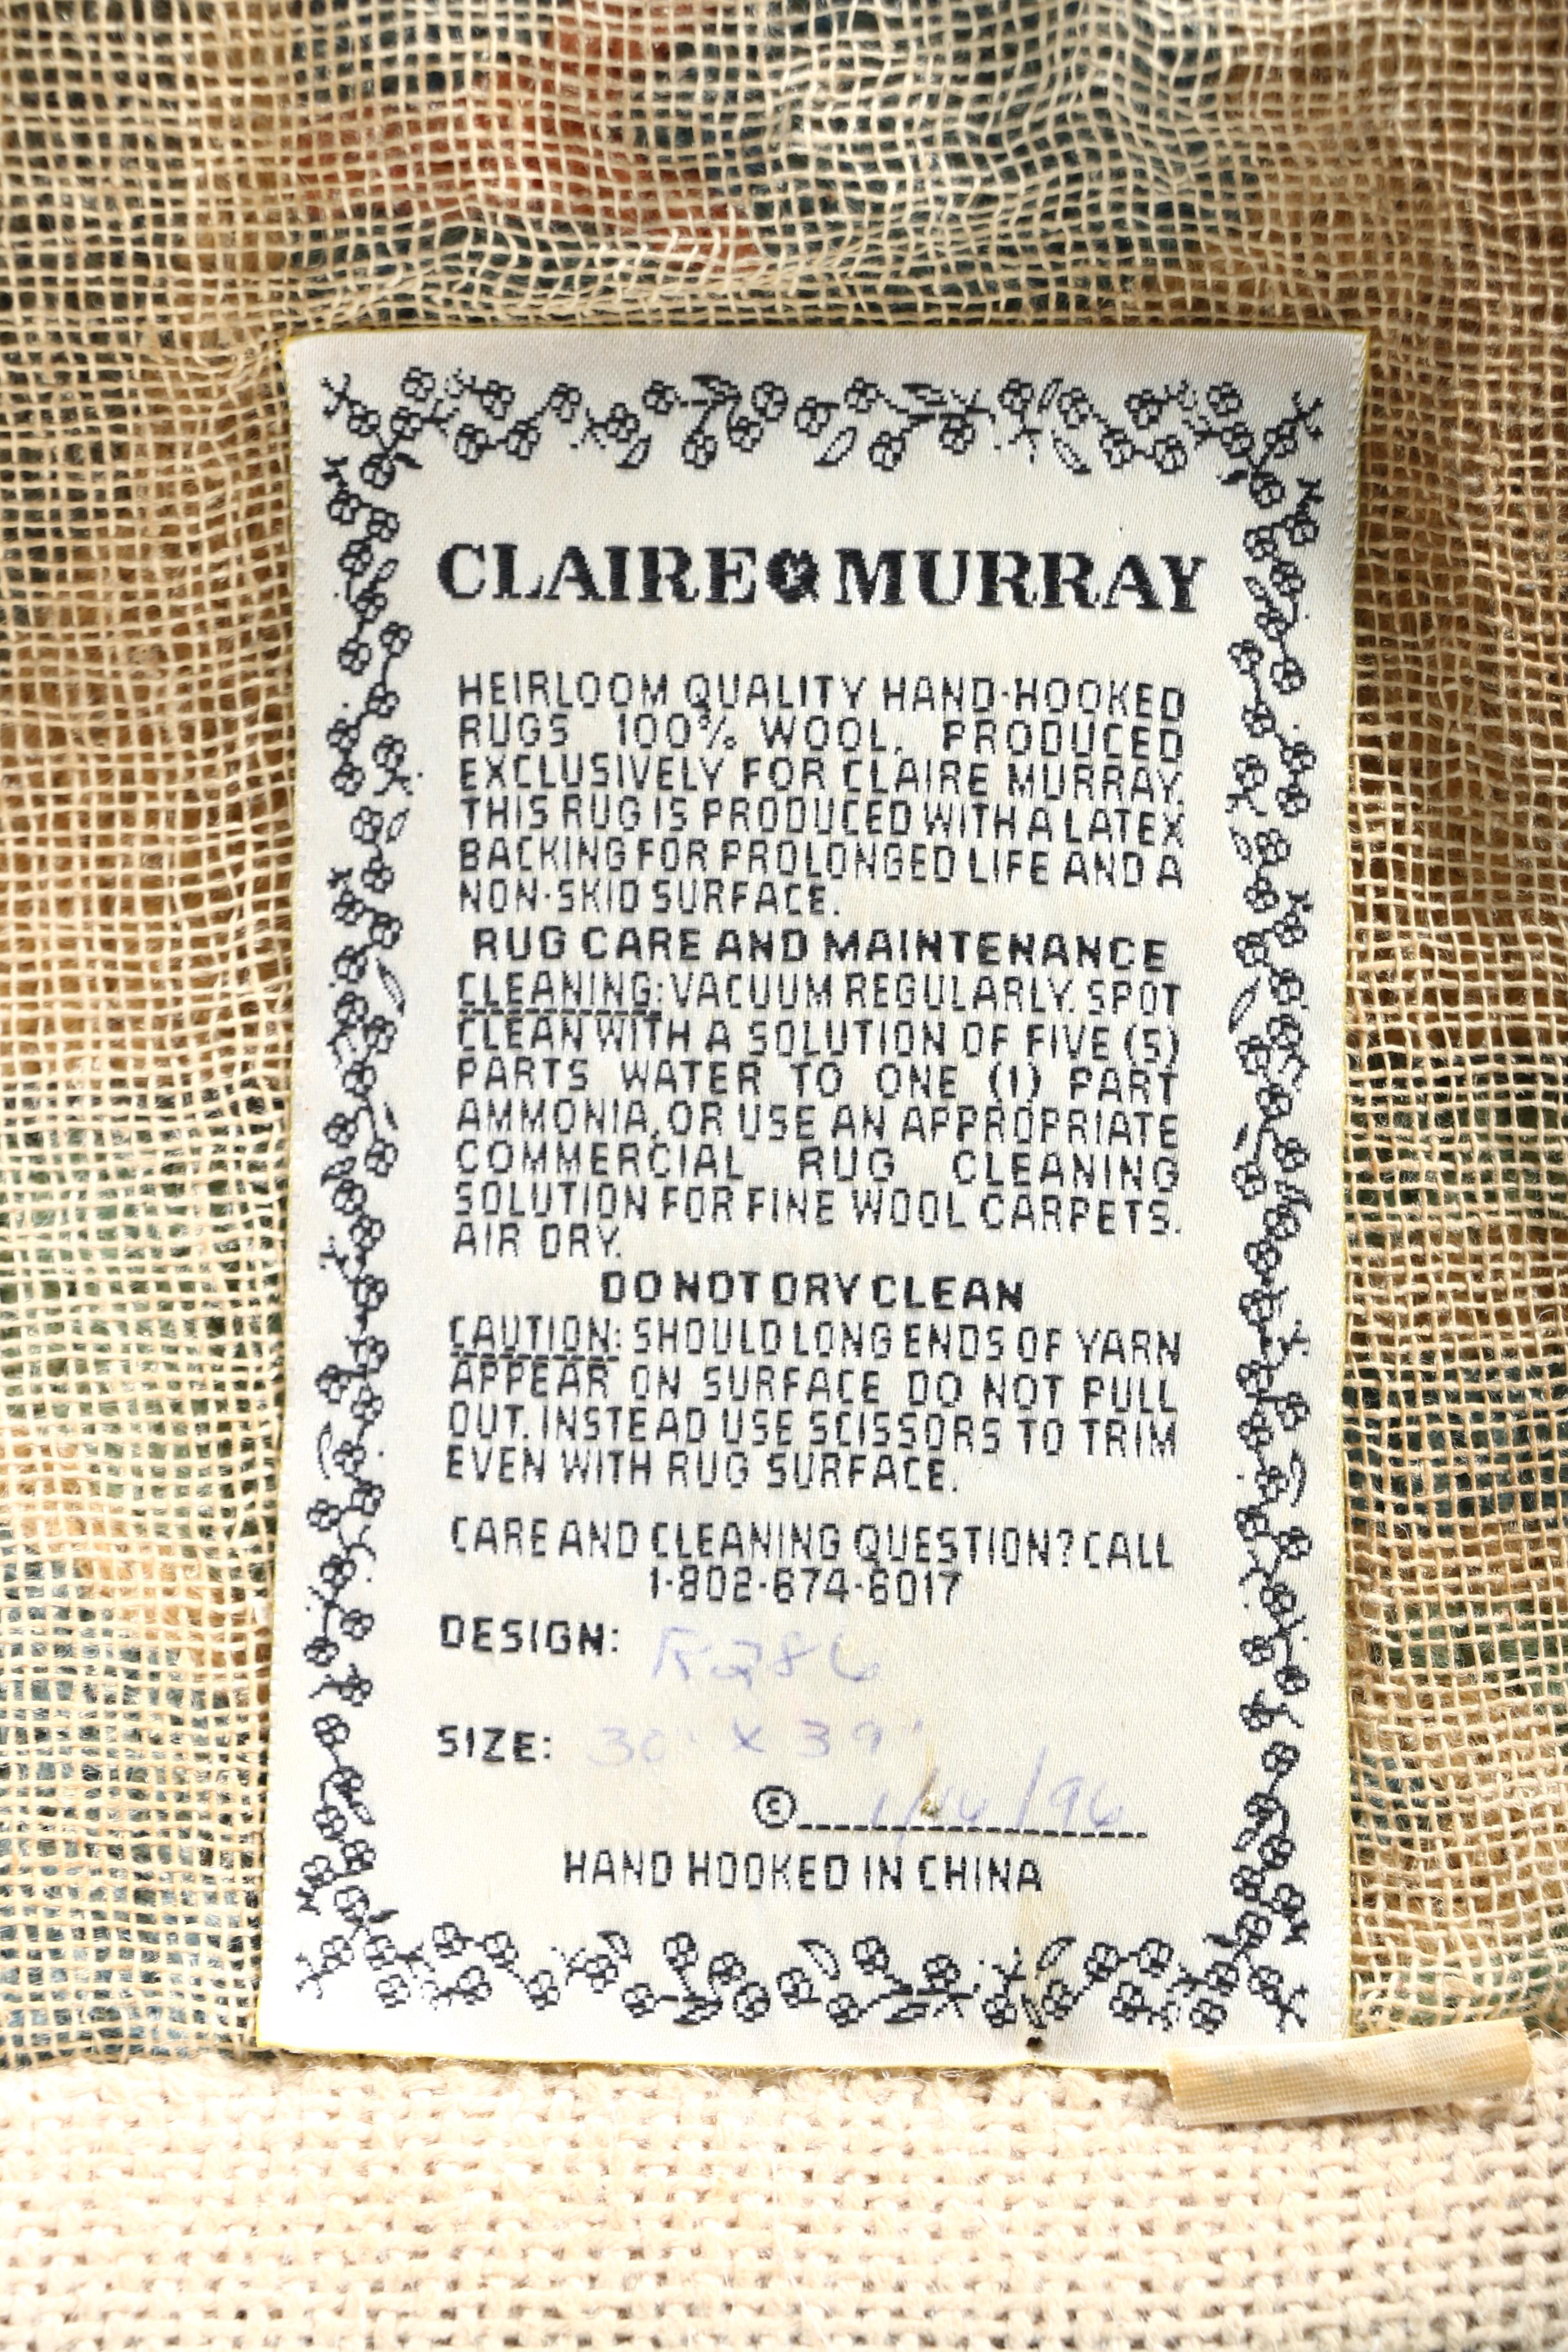 CLAIRE MURRAY
HEIRLOOM QUALITY HAND-HOOKED
RUGS 100% WOOL, PRODUCED
EXCLUSIVELY FOR CLAIRE MURRAY.
THIS RUG IS PRODUCED WITH A LATEX
BACKING FOR PROLONGED LIFE AND A
NON-SKID SURFACE.
RUG CARE AND MAINTENANCE
CLEANING: VACUUM REGULARLY. SPOT
CLEAN WITH A SOLUTION OF FIVE (5)
PARTS WATER TO ONE (1) PART
AMMONIA, OR USE AN APPROPRIATE
COMMERCIAL RUG CLEANING
SOLUTION FOR FINE WOOL CARPETS.
AIR DRY.
DO NOT DRY CLEAN
CAUTION: SHOULD LONG ENDS OF YARN
APPEAR ON SURFACE DO NOT PULL
OUT. INSTEAD USE SCISSORS TO TRIM
EVEN WITH RUG SURFACE.
CARE AND CLEANING QUESTION? CALL
1-802-674-6017
DESIGN: R286
SIZE: 30" X 39"
©
HAND HOOKED IN CHINA